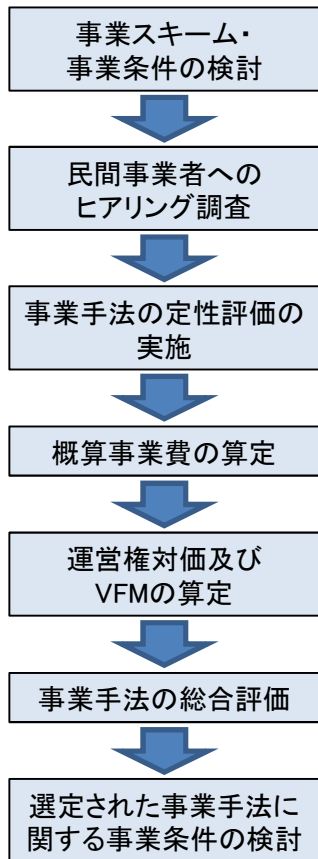 事業スキーム・
事業条件の検討
民間事業者への
ヒアリング調査
事業手法の定性評価の
実施
概算事業費の算定
運営権対価及び
VFMの算定
事業手法の総合評価
選定された事業手法に
関する事業条件の検討